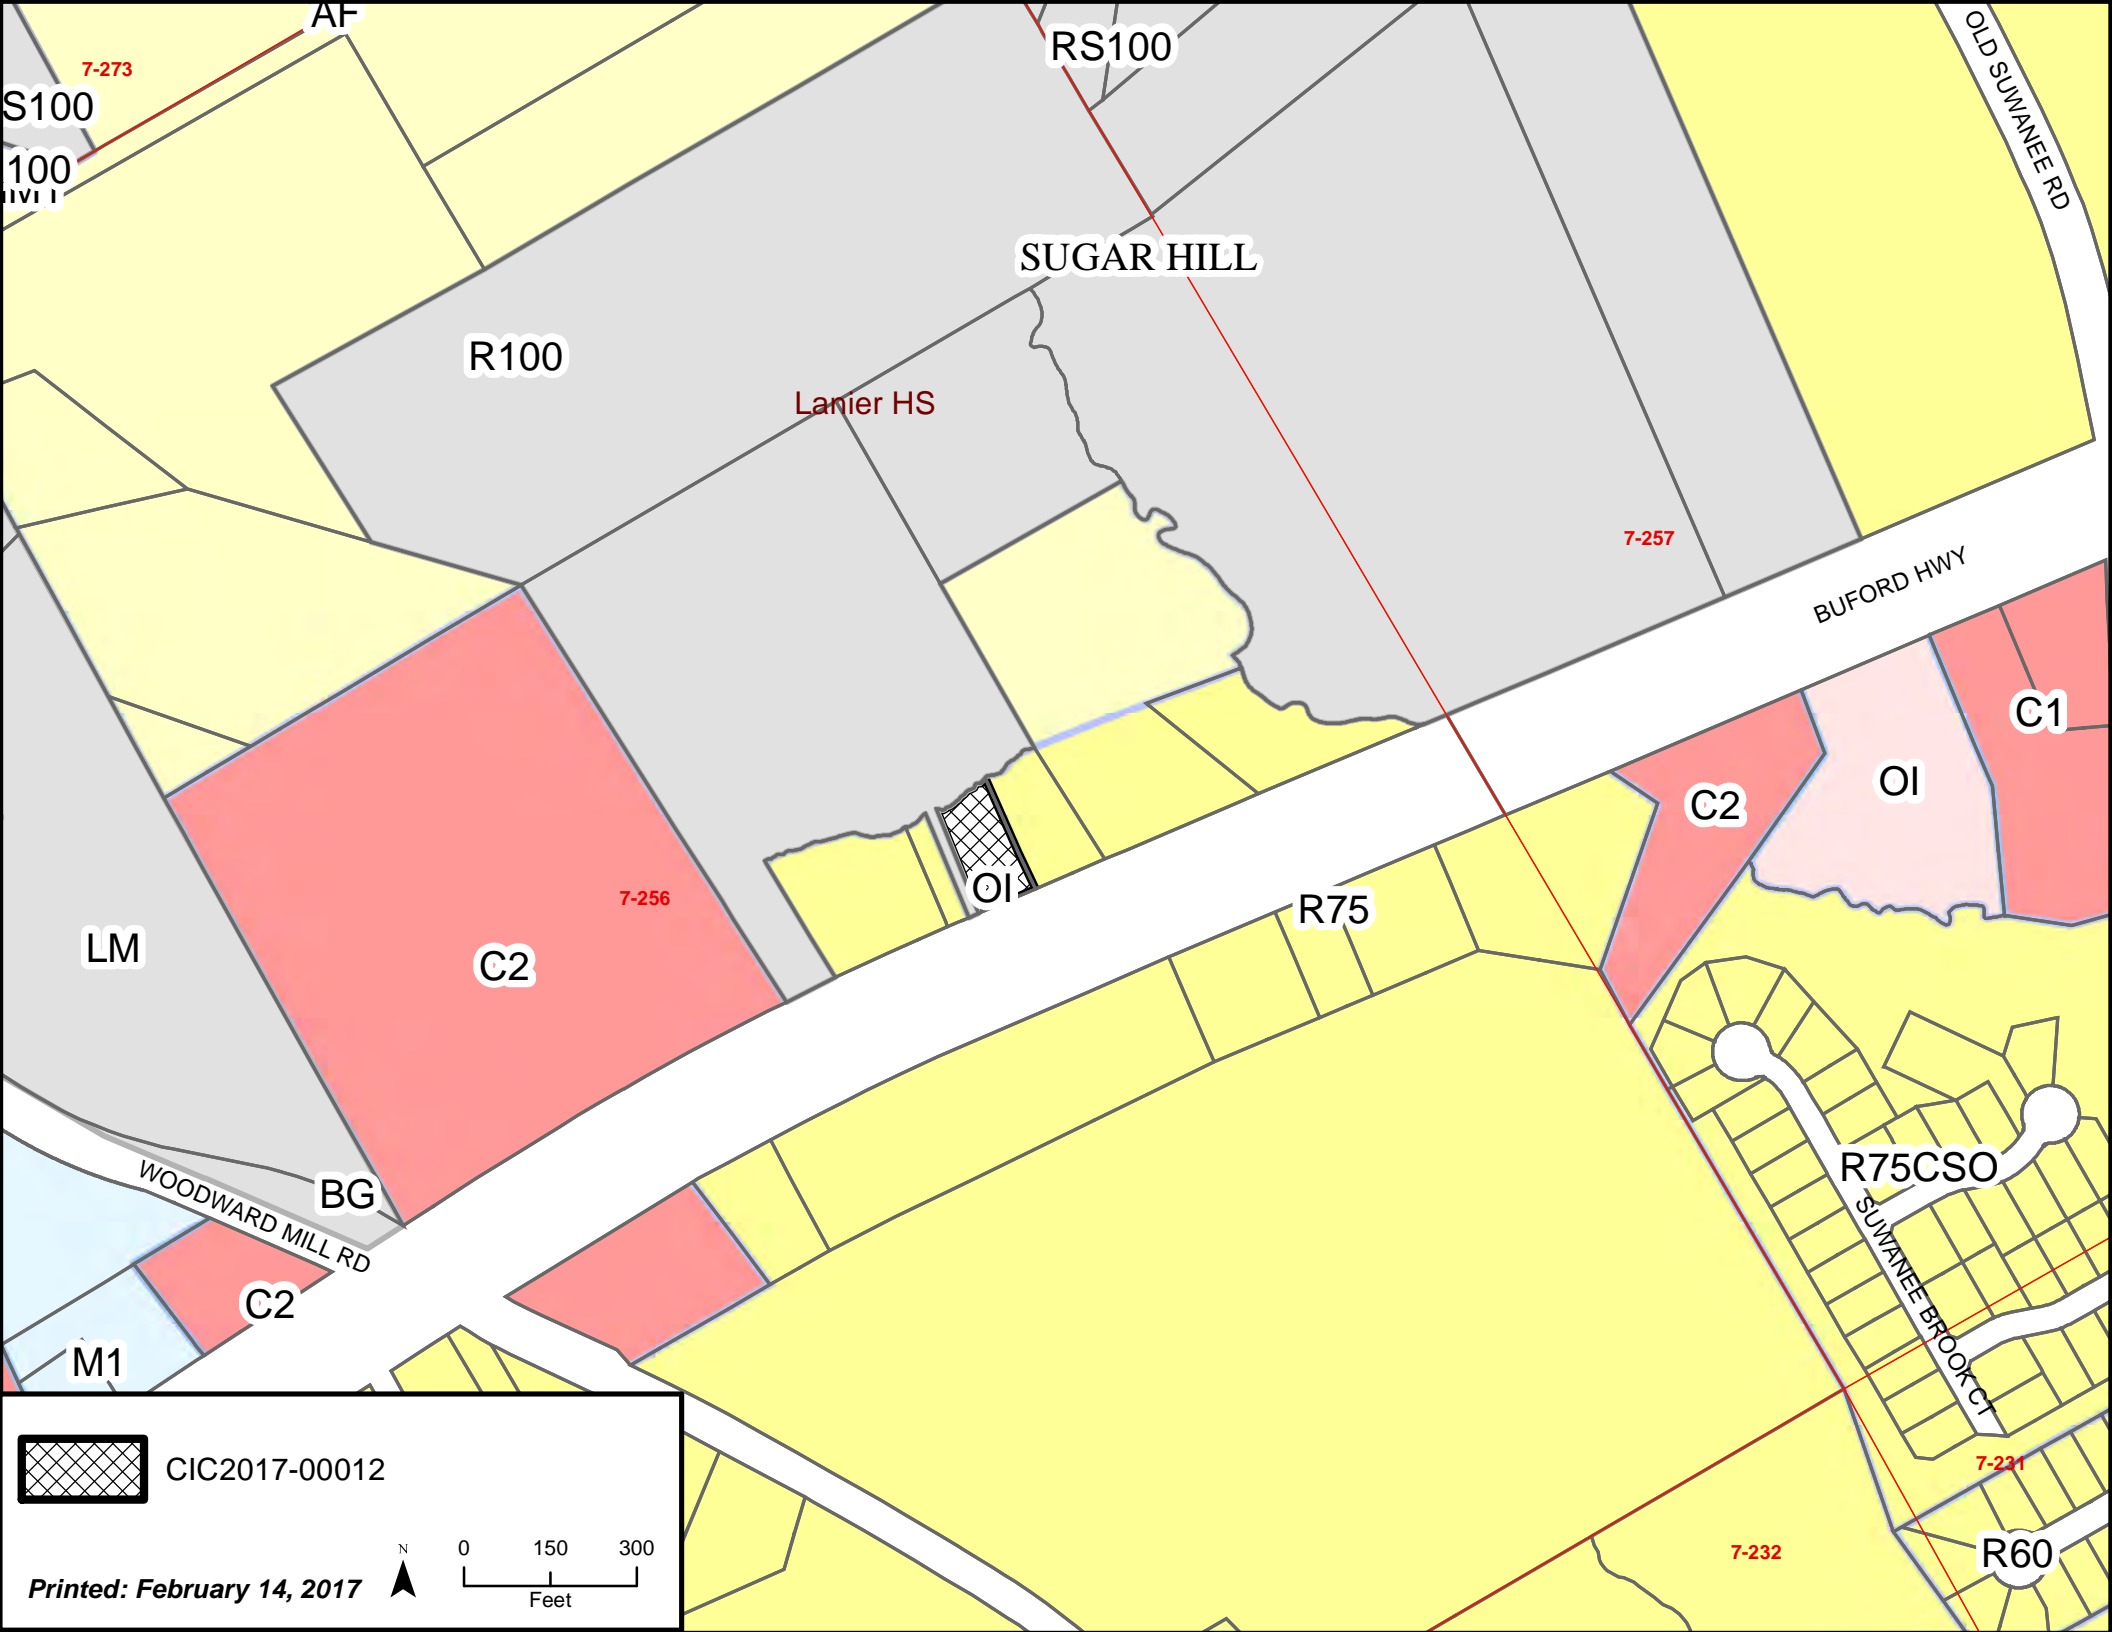 AF
RS100
OLD SUWANEE RD
7-273
S100
100
SUGAR HILL
R100
Lanier HS
7-257
BUFORD HWY
C1
OI
C2
OI
7-256
R75
LM
C2
R75CSO
WOODWARD MILL RD
BG
SUWANEE BROOK CT
C2
M1
CIC2017-00012
7-231
N
0 150 300
Feet
Printed: February 14, 2017
7-232
R60